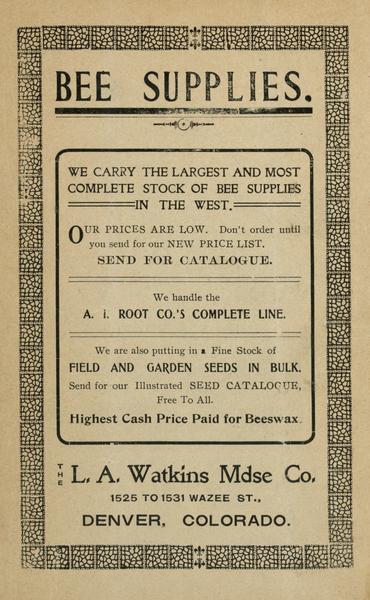 BEE SUPPLIES.
WE CARRY THE LARGEST AND MOST
COMPLETE STOCK OF BEE SUPPLIES
IN THE WEST.
OUR PRICES ARE LOW. Don't order until
you send for our NEW PRICE LIST.
SEND FOR CATALOGUE.
We handle the
A. i. ROOT CO.'S COMPLETE LINE.
We are also putting in a Fine Stock of
FIELD AND GARDEN SEEDS IN BULK.
Send for our Illustrated SEED CATALOGUE,
Free To All.
Highest Cash Price Paid for Beeswax.
THE L. A. Watkins Mdse Co.
1525 TO 1531 WAZEE ST.,
DENVER, COLORADO.